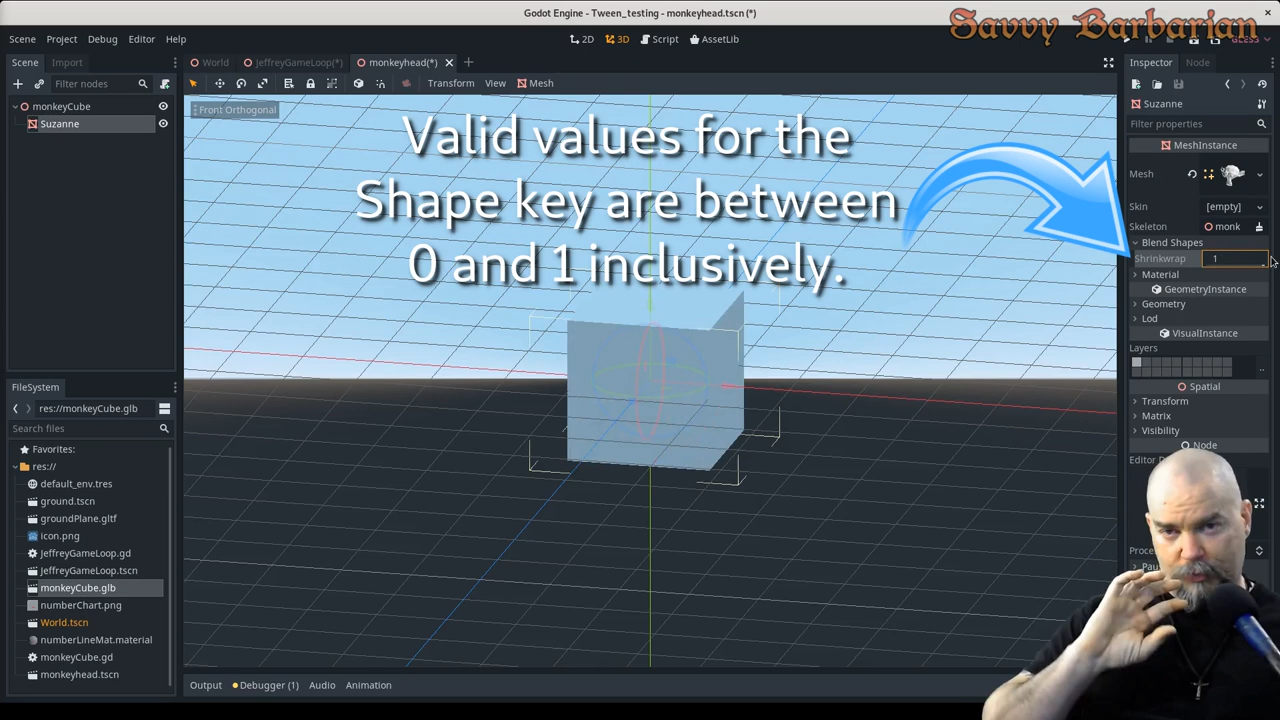 Godot Engine - Tween_testing - monkeyhead.tscn (*)
Savvy Barbarian
Scene Project Debug Editor Help
2D 3D Script AssetLib
GLES3
Scene Import
World JeffreyGameLoop(*) monkeyhead(*)
Inspector Node
Filter nodes
Transform View Mesh
monkeyCube
Suzanne
Front Orthogonal
Valid values for the
Shape key are between
0 and 1 inclusively.
Suzanne
Filter properties
MeshInstance
Mesh
Skin [empty]
Skeleton monk
Blend Shapes
Shrinkwrap 1
Material
GeometryInstance
Geometry
Lod
VisualInstance
Layers
Spatial
Transform
Matrix
Visibility
Node
FileSystem
res://monkeyCube.glb
Search files
Favorites:
res://
default_env.tres
ground.tscn
groundPlane.gltf
icon.png
JeffreyGameLoop.gd
JeffreyGameLoop.tscn
monkeyCube.glb
numberChart.png
World.tscn
numberLineMat.material
monkeyCube.gd
monkeyhead.tscn
Output Debugger (1) Audio Animation